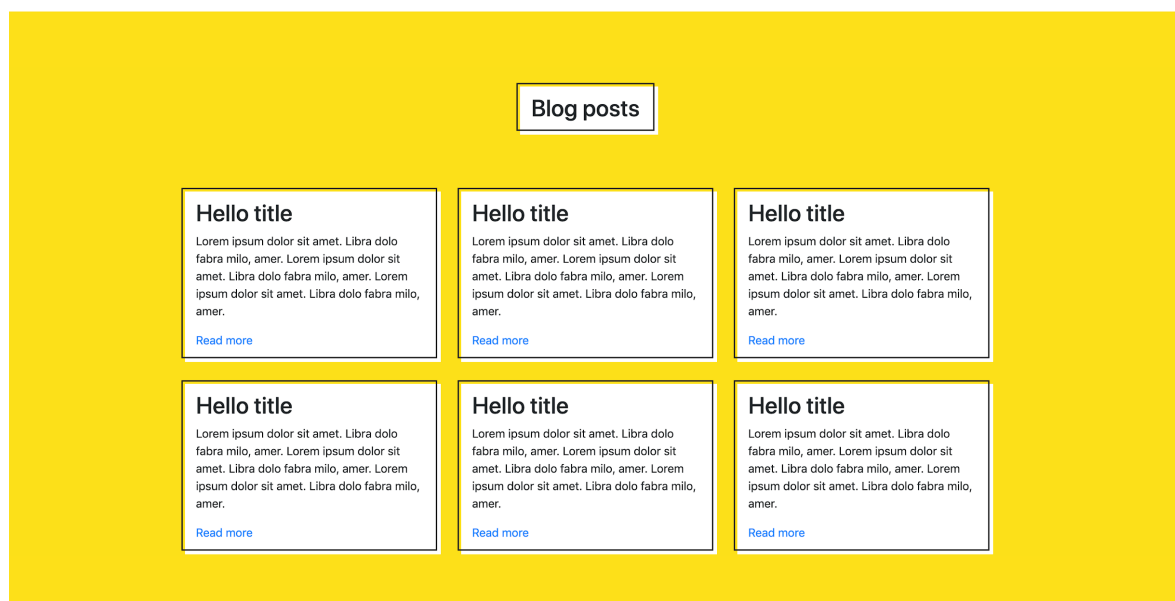 Blog posts
Hello title
Lorem ipsum dolor sit amet. Libra dolo
fabra milo, amer. Lorem ipsum dolor sit
amet. Libra dolo fabra milo, amer. Lorem
ipsum dolor sit amet. Libra dolo fabra milo,
amer.
Read more
Hello title
Lorem ipsum dolor sit amet. Libra dolo
fabra milo, amer. Lorem ipsum dolor sit
amet. Libra dolo fabra milo, amer. Lorem
ipsum dolor sit amet. Libra dolo fabra milo,
amer.
Read more
Hello title
Lorem ipsum dolor sit amet. Libra dolo
fabra milo, amer. Lorem ipsum dolor sit
amet. Libra dolo fabra milo, amer. Lorem
ipsum dolor sit amet. Libra dolo fabra milo,
amer.
Read more
Hello title
Lorem ipsum dolor sit amet. Libra dolo
fabra milo, amer. Lorem ipsum dolor sit
amet. Libra dolo fabra milo, amer. Lorem
ipsum dolor sit amet. Libra dolo fabra milo,
amer.
Read more
Hello title
Lorem ipsum dolor sit amet. Libra dolo
fabra milo, amer. Lorem ipsum dolor sit
amet. Libra dolo fabra milo, amer. Lorem
ipsum dolor sit amet. Libra dolo fabra milo,
amer.
Read more
Hello title
Lorem ipsum dolor sit amet. Libra dolo
fabra milo, amer. Lorem ipsum dolor sit
amet. Libra dolo fabra milo, amer. Lorem
ipsum dolor sit amet. Libra dolo fabra milo,
amer.
Read more